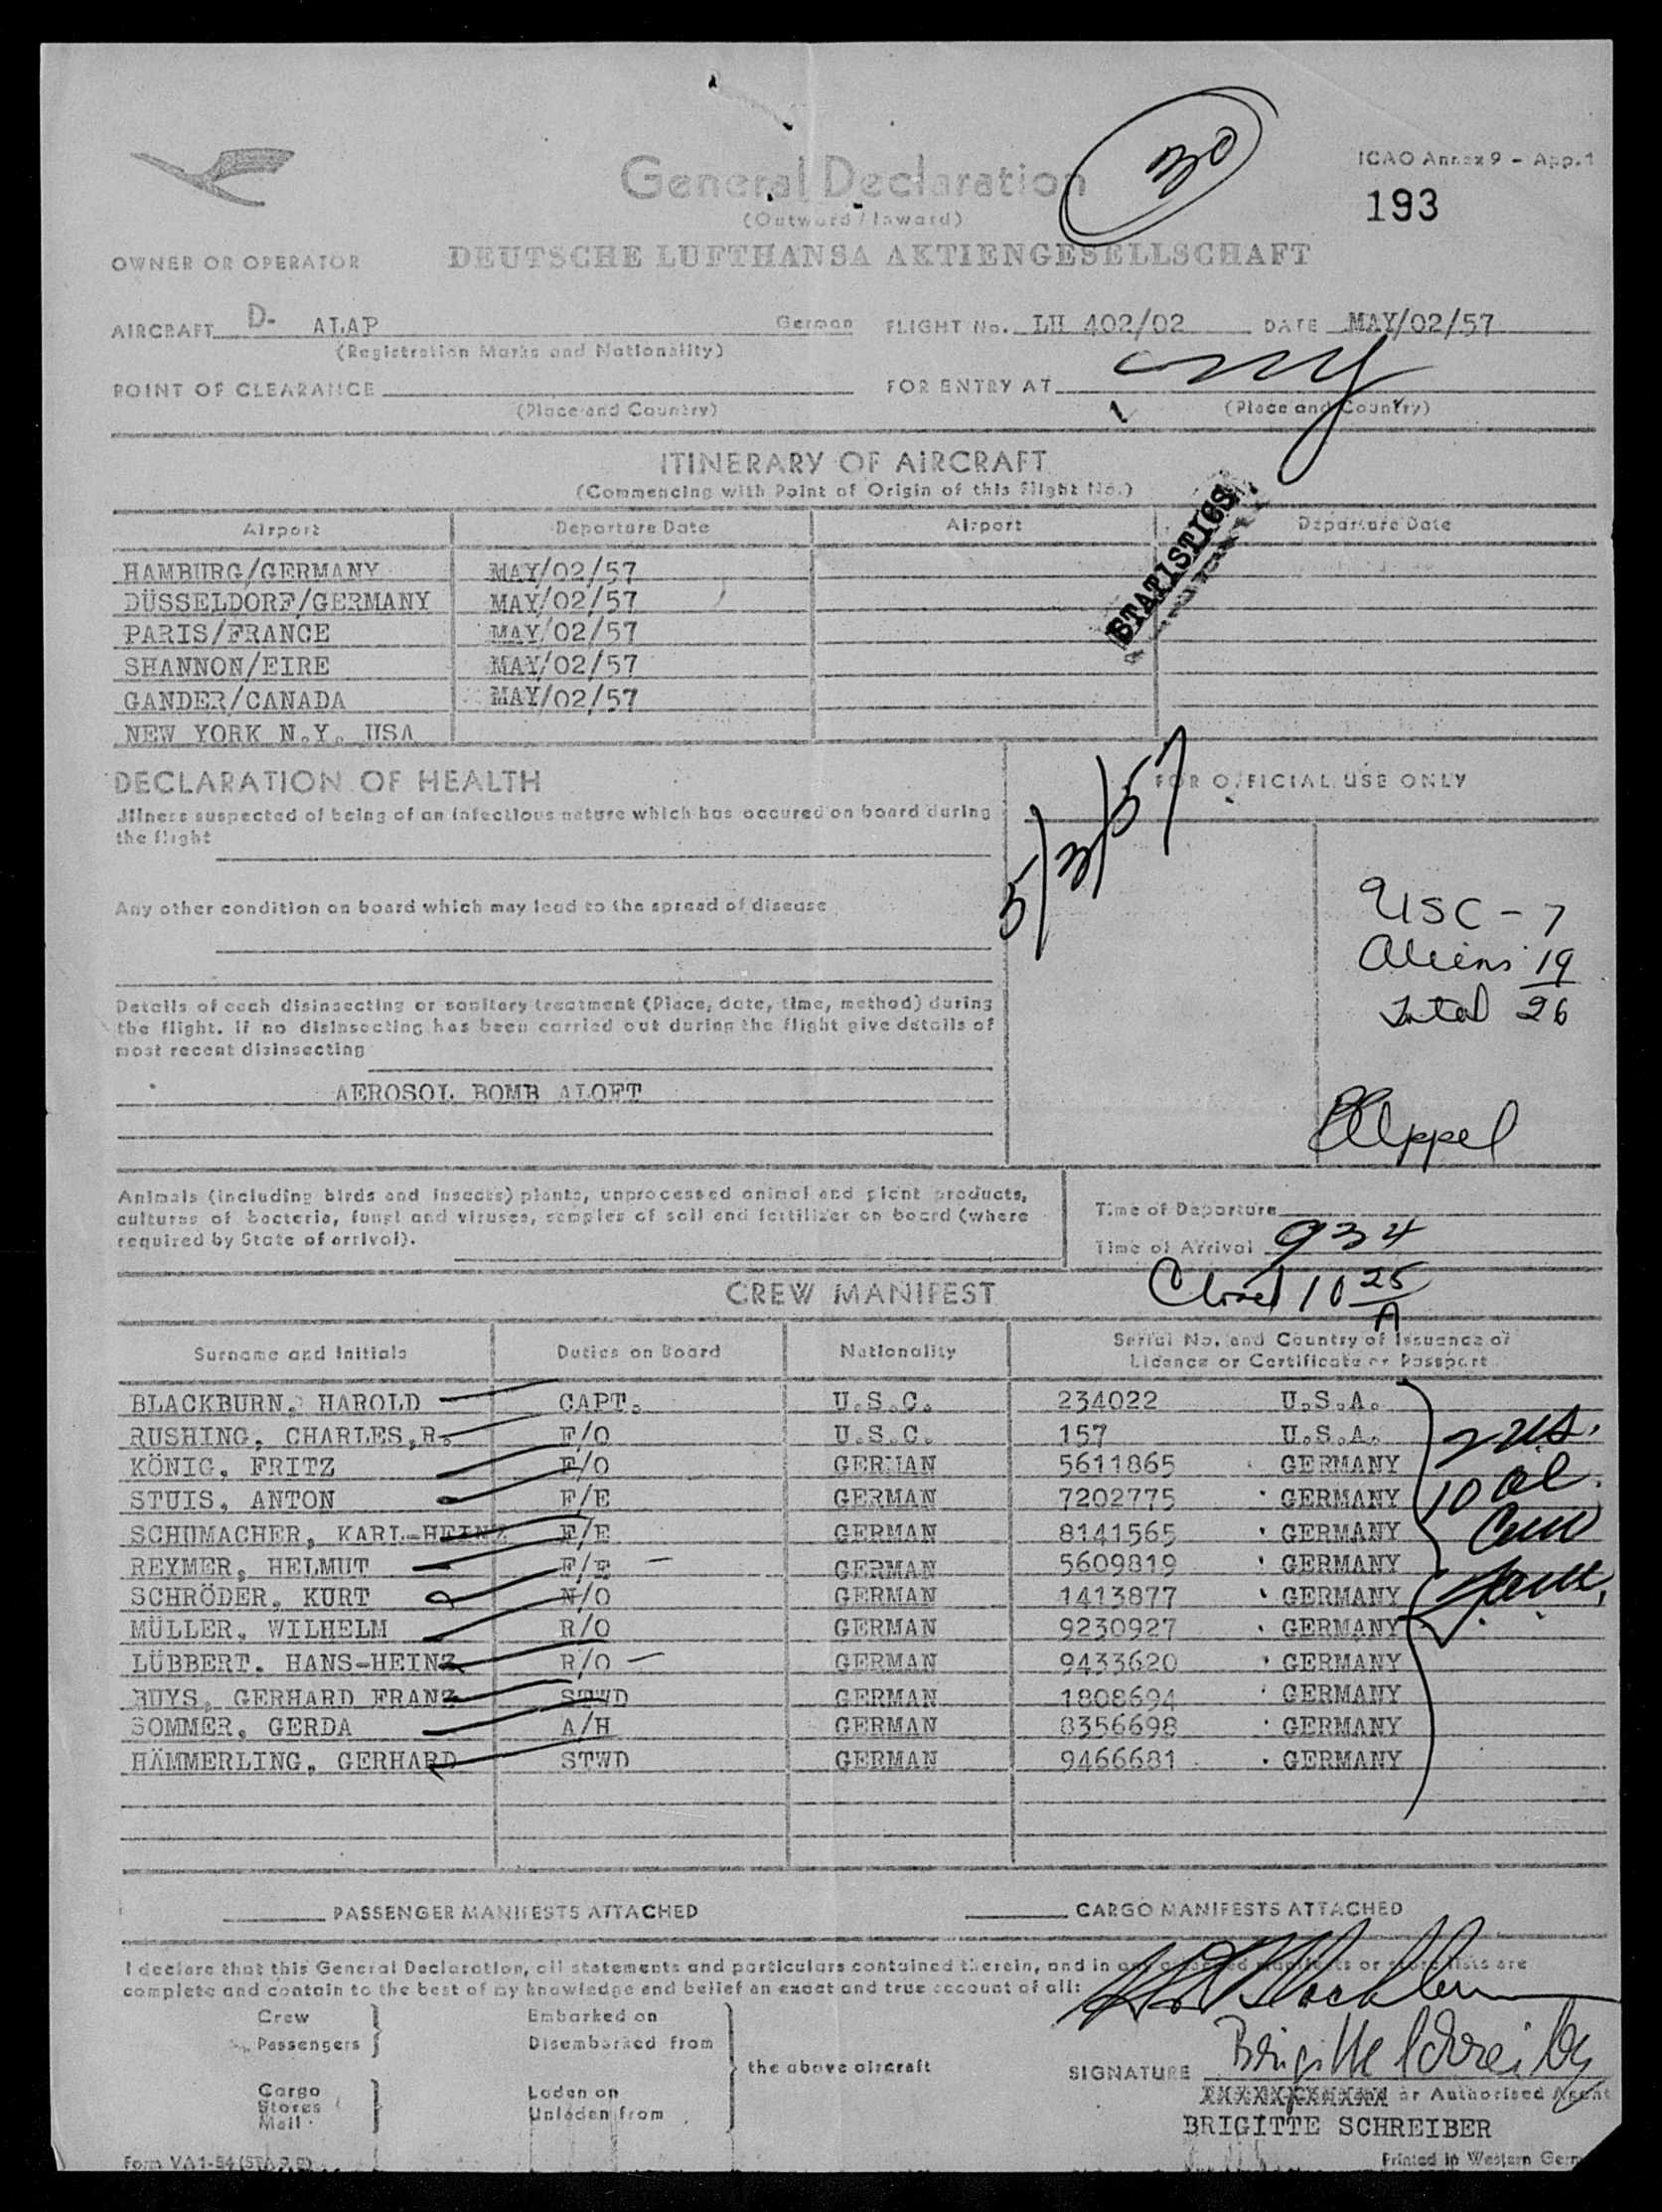 General Declaration
(Outward / Inward)
30
ICAO Annex 9 - App. 1
193
OWNER OR OPERATOR DEUTSCHE LUFTHANSA AKTIENGESELLSCHAFT
AIRCRAFT D- ALAP German FLIGHT No. LH 402/02 DATE MAY/02/57
(Registration Marks and Nationality)
POINT OF CLEARANCE FOR ENTRY AT
(Place and Country) (Place and Country)
ITINERARY OF AIRCRAFT
(Commencing with Point of Origin of this flight No.)
STATISTICS
Airport Departure Date Airport Departure Date
HAMBURG/GERMANY MAY/02/57
DÜSSELDORF/GERMANY MAY/02/57
PARIS/FRANCE MAY/02/57
SHANNON/EIRE MAY/02/57
GANDER/CANADA MAY/02/57
NEW YORK N.Y. USA
DECLARATION OF HEALTH
FOR OFFICIAL USE ONLY
5/3/57
Jllness suspected of being of an infectious nature which has occured on board during
the flight
Any other condition on board which may lead to the spread of disease
USC - 7
Aliens 19
Total 26
Details of each disinsecting or sanitary treatment (Place, date, time, method) during
the flight. If no disinsecting has been carried out during the flight give details of
most recent disinsecting
AEROSOL BOMB ALOFT
Animals (including birds and insects) plants, unprocessed animal and plant products,
cultures of bacteria, fungi and viruses, samples of soil and fertilizer on board (where
required by State of arrival).
Time of Departure
Time of Arrival 934
Closed 10 25 A
CREW MANIFEST
Surname and Initials Duties on Board Nationality Serial No. and Country of Issuance of
Licence or Certificate or Passport
BLACKBURN, HAROLD CAPT. U.S.C. 234022 U.S.A.
RUSHING, CHARLES,R. F/O U.S.C. 157 U.S.A. 2 US.
KÖNIG, FRITZ F/O GERMAN 5611865 GERMANY
STUIS, ANTON F/E GERMAN 7202775 GERMANY 10 al.
SCHUMACHER, KARL-HEINZ F/E GERMAN 8141565 GERMANY Crew
REYMER, HELMUT F/E GERMAN 5609819 GERMANY
SCHRÖDER, KURT N/O GERMAN 1413877 GERMANY
MÜLLER, WILHELM R/O GERMAN 9230927 GERMANY
LÜBBERT. HANS-HEINZ R/O GERMAN 9433620 GERMANY
BUYS, GERHARD FRANZ STWD GERMAN 1808694 GERMANY
SOMMER, GERDA A/H GERMAN 8356698 GERMANY
HÄMMERLING, GERHARD STWD GERMAN 9466681 GERMANY
PASSENGER MANIFESTS ATTACHED
CARGO MANIFESTS ATTACHED
I declare that this General Declaration, all statements and particulars contained therein, and in any manifests or lists are
complete and contain to the best of my knowledge and belief an exact and true account of all:
Crew Embarked on
Passengers Disembarked from
the above aircraft
Cargo Laden on
Stores
Mail Unladen from
SIGNATURE Brigitte Schreiber
or Authorised Agent
BRIGITTE SCHREIBER
Form VA1-54
Printed in Western